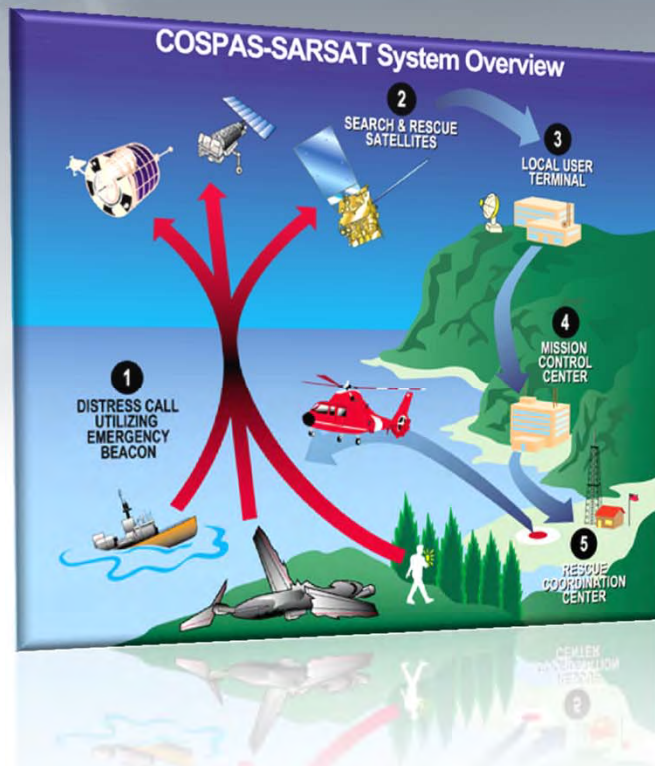 COSPAS-SARSAT System Overview
1
DISTRESS CALL
UTILIZING
EMERGENCY
BEACON
2
SEARCH & RESCUE
SATELLITES
3
LOCAL USER
TERMINAL
4
MISSION
CONTROL
CENTER
5
RESCUE
COORDINATION
CENTER